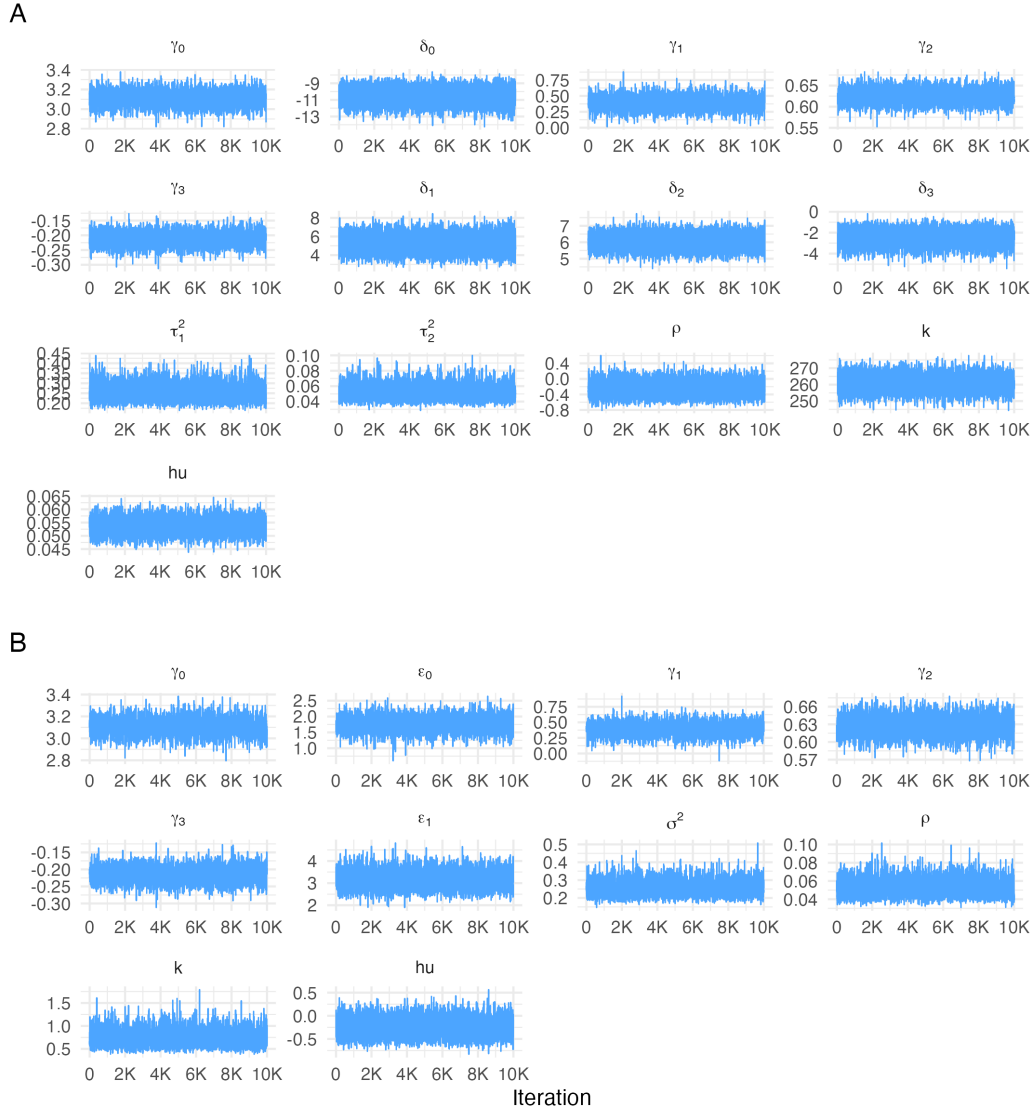 A
γ₀ δ₀ γ₁ γ₂
3.4 3.2 3.0 2.8 -9 -11 -13 0.75 0.50 0.25 0.00 0.65 0.60 0.55
0 2K 4K 6K 8K 10K 0 2K 4K 6K 8K 10K 0 2K 4K 6K 8K 10K 0 2K 4K 6K 8K 10K
γ₃ δ₁ δ₂ δ₃
-0.15 -0.20 -0.25 -0.30 8 6 4 7 6 5 0 -2 -4
0 2K 4K 6K 8K 10K 0 2K 4K 6K 8K 10K 0 2K 4K 6K 8K 10K 0 2K 4K 6K 8K 10K
τ₁² τ₂² ρ k
0.45 0.40 0.35 0.30 0.25 0.20 0.10 0.08 0.06 0.04 0.4 0.0 -0.4 -0.8 270 260 250
0 2K 4K 6K 8K 10K 0 2K 4K 6K 8K 10K 0 2K 4K 6K 8K 10K 0 2K 4K 6K 8K 10K
hu
0.065 0.060 0.055 0.050 0.045
0 2K 4K 6K 8K 10K
B
γ₀ ε₀ γ₁ γ₂
3.4 3.2 3.0 2.8 2.5 2.0 1.5 1.0 0.75 0.50 0.25 0.00 0.66 0.63 0.60 0.57
0 2K 4K 6K 8K 10K 0 2K 4K 6K 8K 10K 0 2K 4K 6K 8K 10K 0 2K 4K 6K 8K 10K
γ₃ ε₁ σ² ρ
-0.15 -0.20 -0.25 -0.30 4 3 2 0.5 0.4 0.3 0.2 0.10 0.08 0.06 0.04
0 2K 4K 6K 8K 10K 0 2K 4K 6K 8K 10K 0 2K 4K 6K 8K 10K 0 2K 4K 6K 8K 10K
k hu
1.5 1.0 0.5 0.5 0.0 -0.5
0 2K 4K 6K 8K 10K 0 2K 4K 6K 8K 10K
Iteration